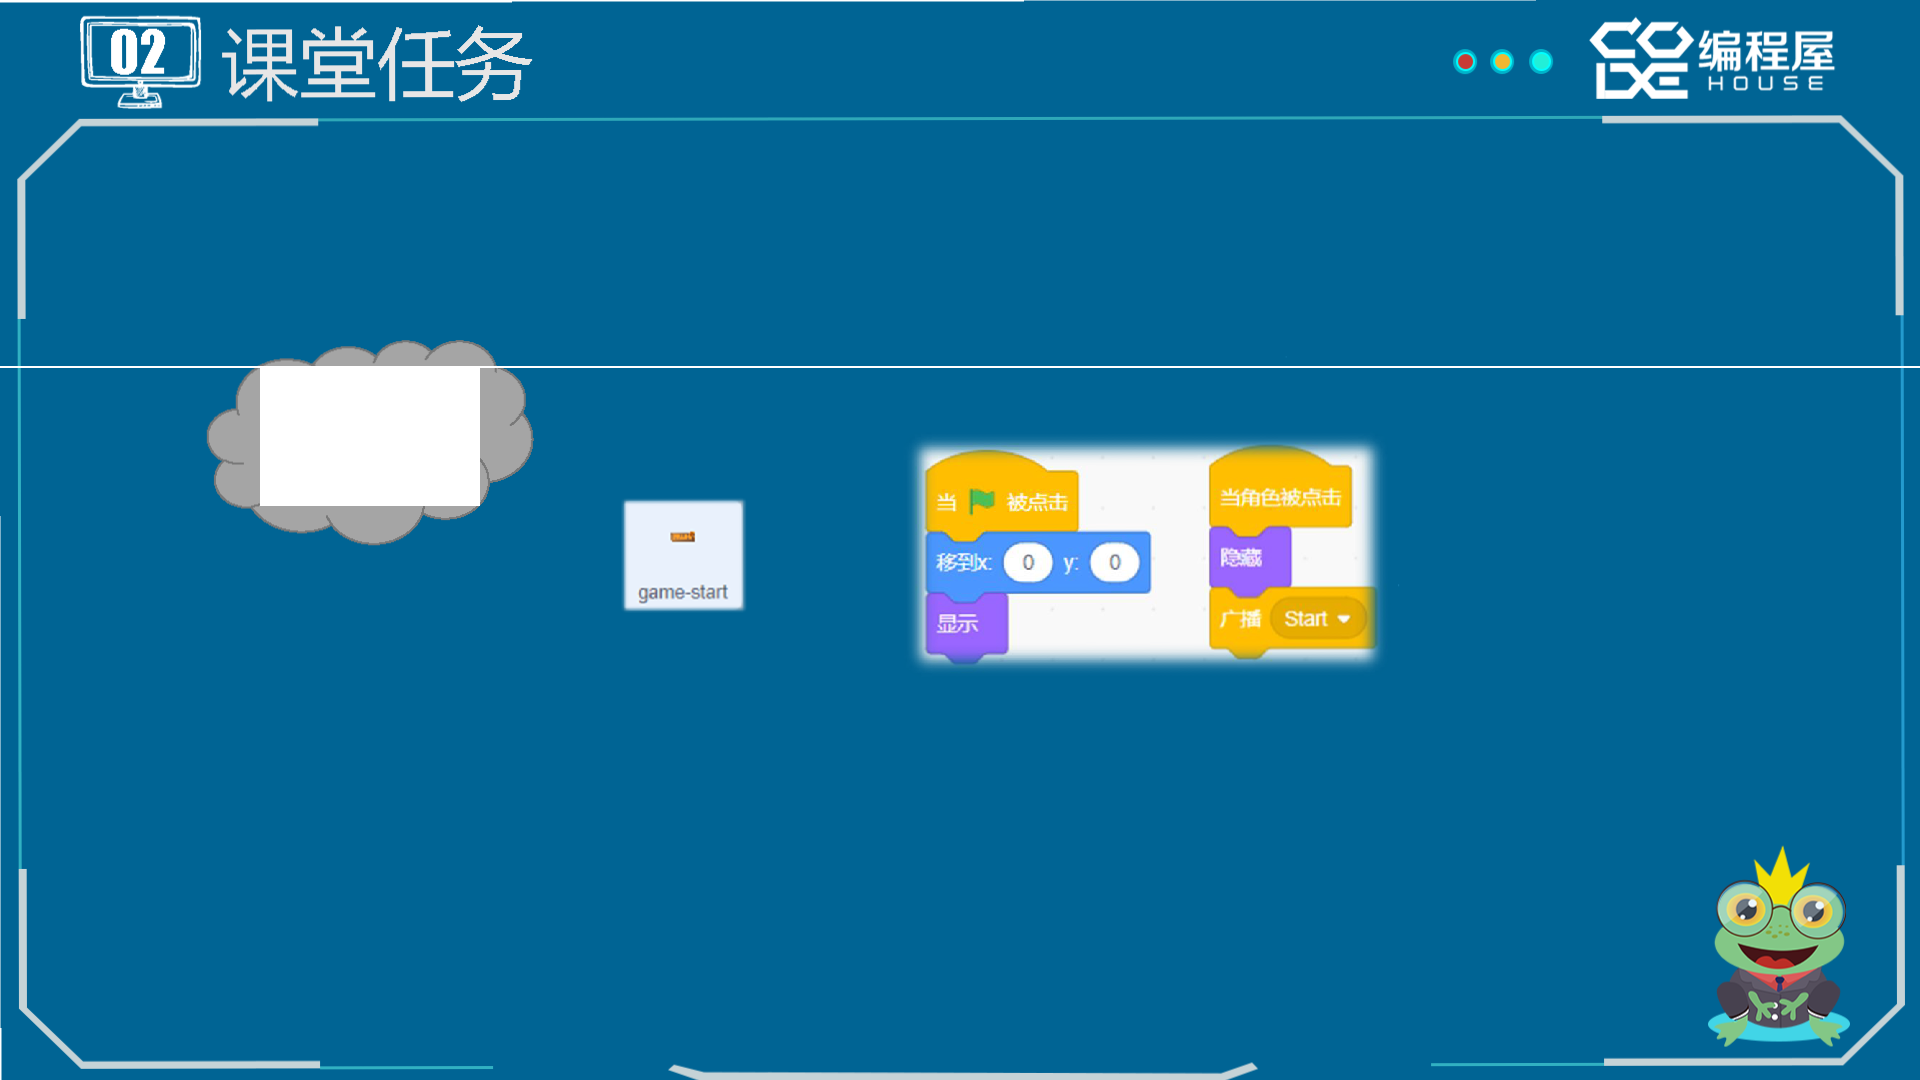 02 课堂任务
CODE 编程屋
HOUSE
当 被点击
移到x: 0 y: 0
显示
当角色被点击
隐藏
广播 Start
game-start